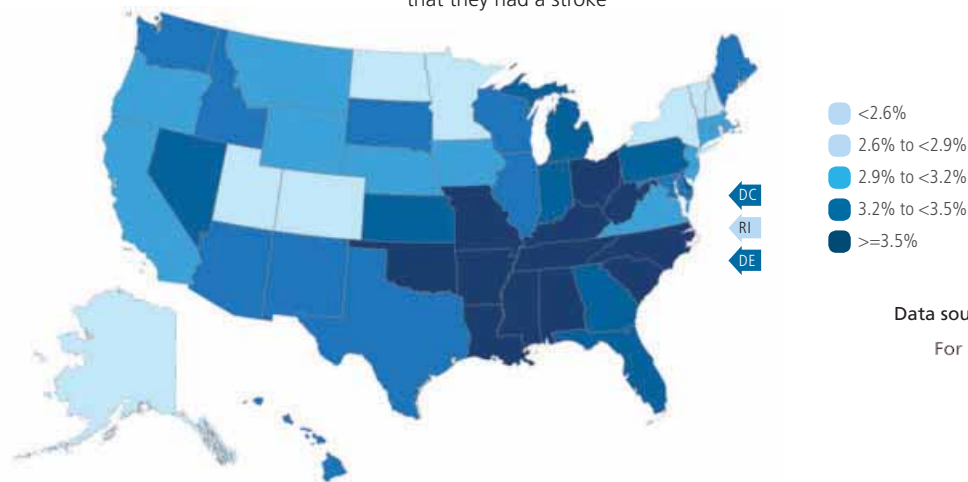 that they had a stroke
<2.6%
2.6% to <2.9%
2.9% to <3.2%
3.2% to <3.5%
>=3.5%
DC
RI
DE
Data sou
For